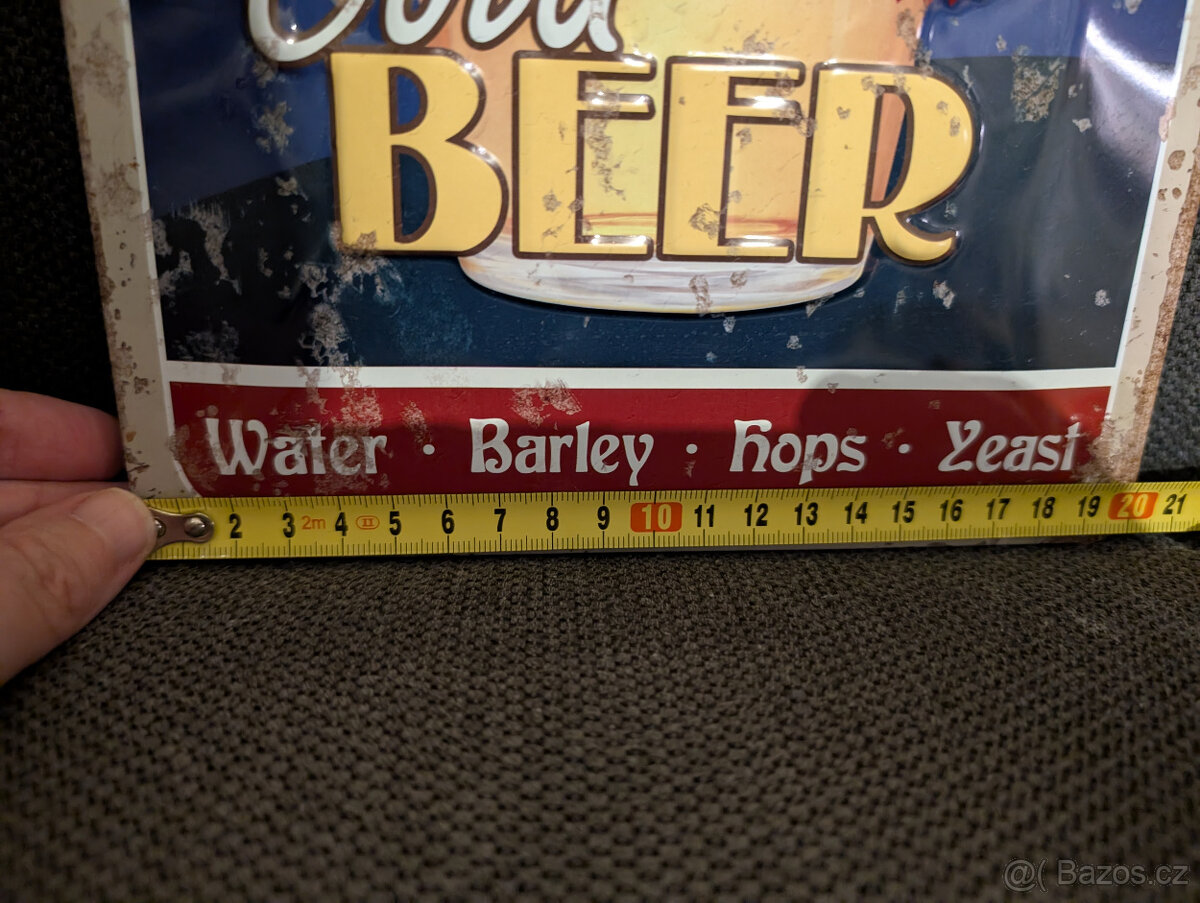 BEER
Water · Barley · Hops · Yeast
2 3 2m 4 II 5 6 7 8 9 10 11 12 13 14 15 16 17 18 19 20 21
@( Bazos.cz